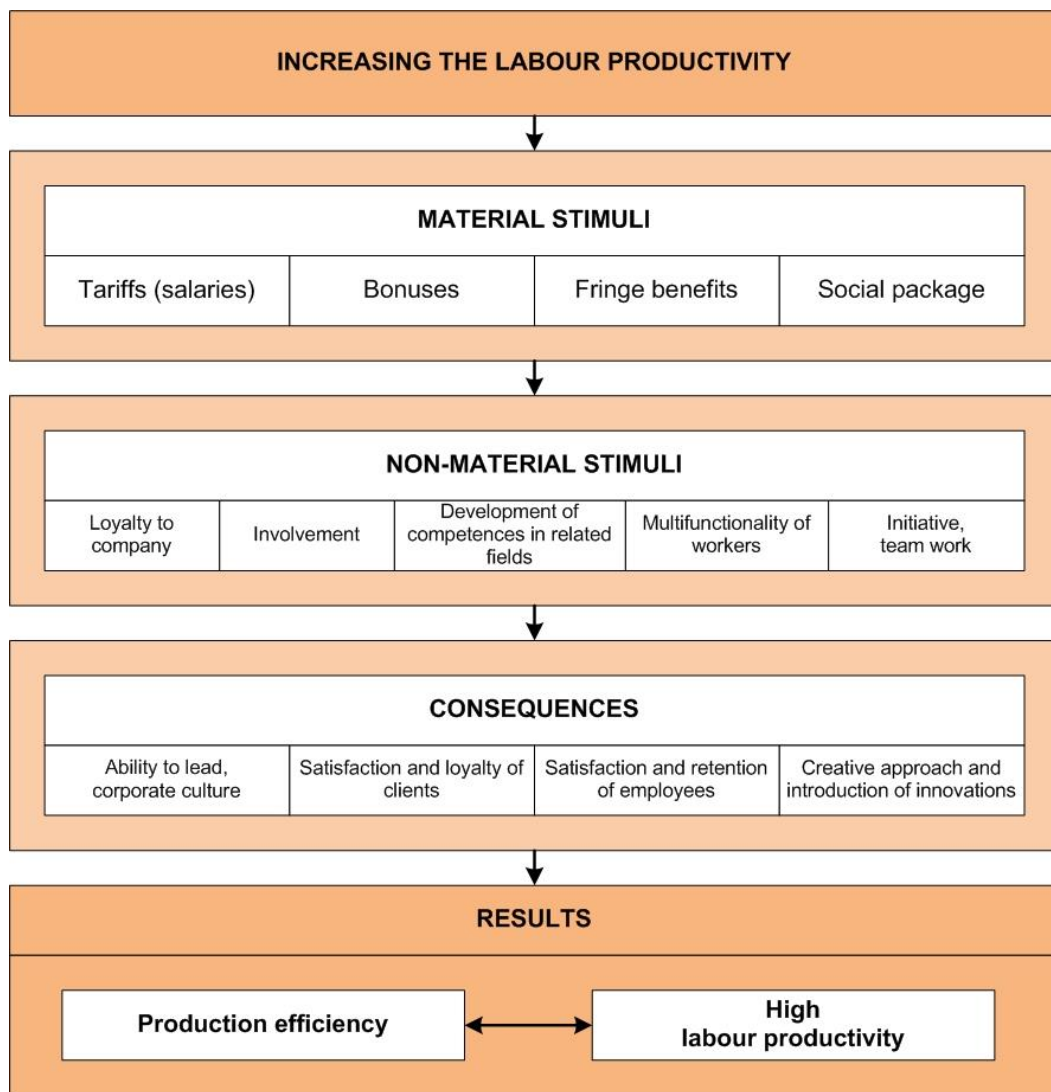 INCREASING THE LABOUR PRODUCTIVITY
MATERIAL STIMULI
Tariffs (salaries)
Bonuses
Fringe benefits
Social package
NON-MATERIAL STIMULI
Loyalty to
company
Involvement
Development of
competences in related
fields
Multifunctionality of
workers
Initiative,
team work
CONSEQUENCES
Ability to lead,
corporate culture
Satisfaction and loyalty of
clients
Satisfaction and retention
of employees
Creative approach and
introduction of innovations
RESULTS
Production efficiency
High
labour productivity